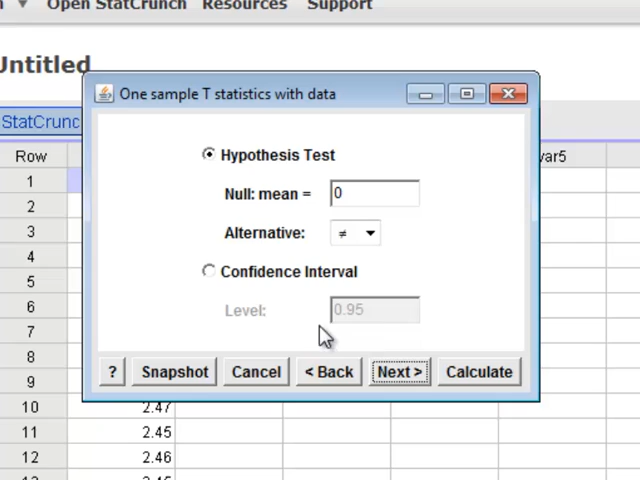 Open StatCrunch Resources Support
Untitled
One sample T statistics with data
StatCrunc
Row var5
Hypothesis Test
1
Null: mean = 0
2
3 Alternative: ≠
4
5 Confidence Interval
6 Level: 0.95
7
8 ? Snapshot Cancel < Back Next > Calculate
9
10 2.47
11 2.45
12 2.46